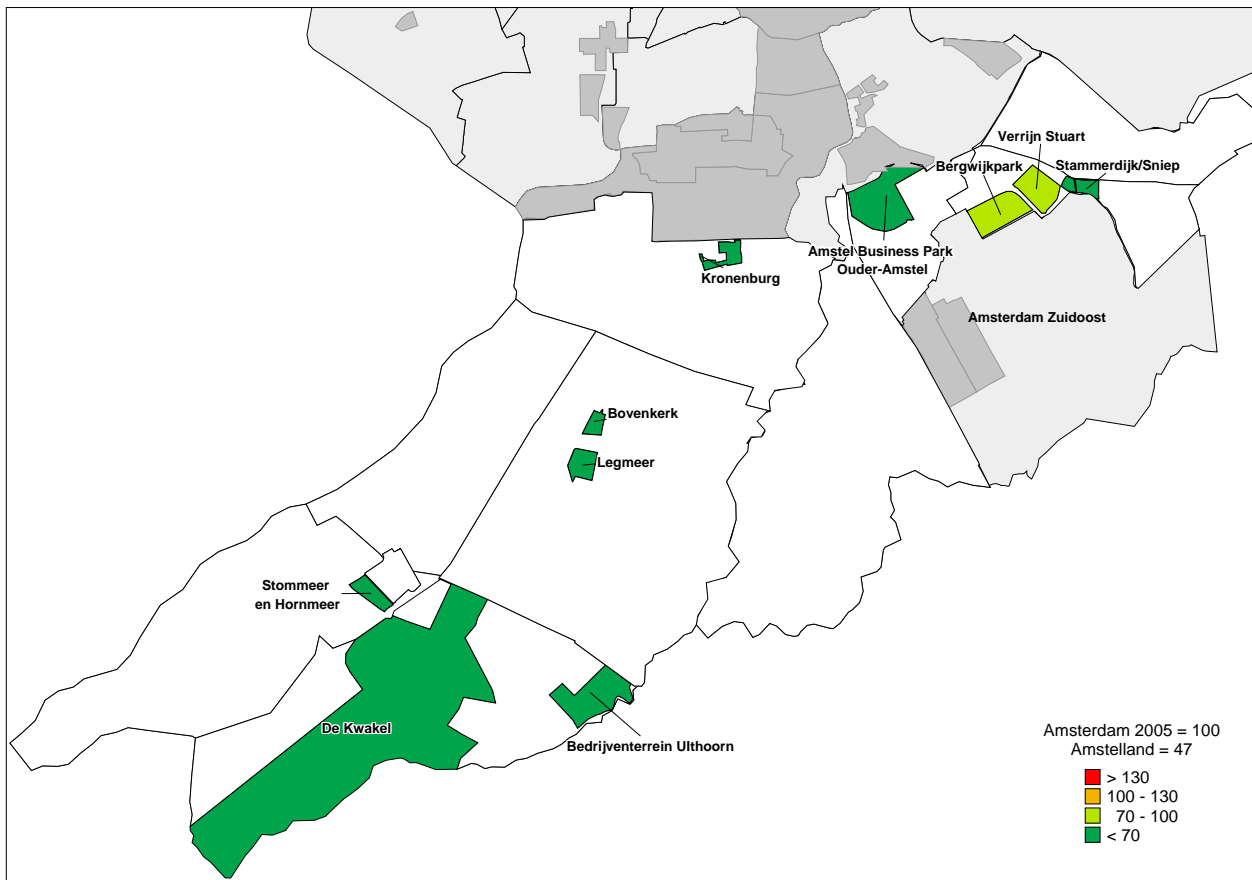 Verrijn Stuart
Bergwijkpark
Stammerdijk/Sniep
Amstel Business Park
Ouder-Amstel
Kronenburg
Amsterdam Zuidoost
Bovenkerk
Legmeer
Stommeer
en Hornmeer
De Kwakel
Bedrijventerrein UIthoorn
Amsterdam 2005 = 100
Amstelland = 47
> 130
100 - 130
70 - 100
< 70